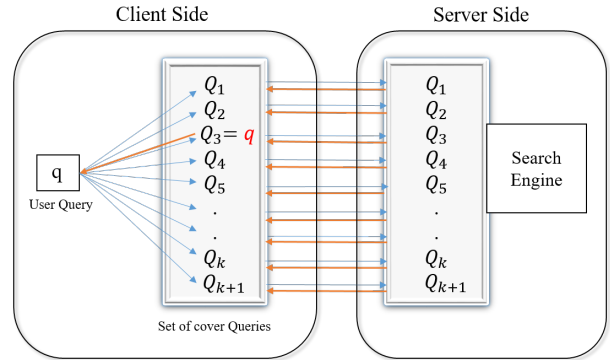 Client Side
Server Side
Q1
Q2
Q3= q
Q4
Q5
.
.
Qk
Qk+1
q
User Query
Set of cover Queries
Q1
Q2
Q3
Q4
Q5
.
.
Qk
Qk+1
Search
Engine